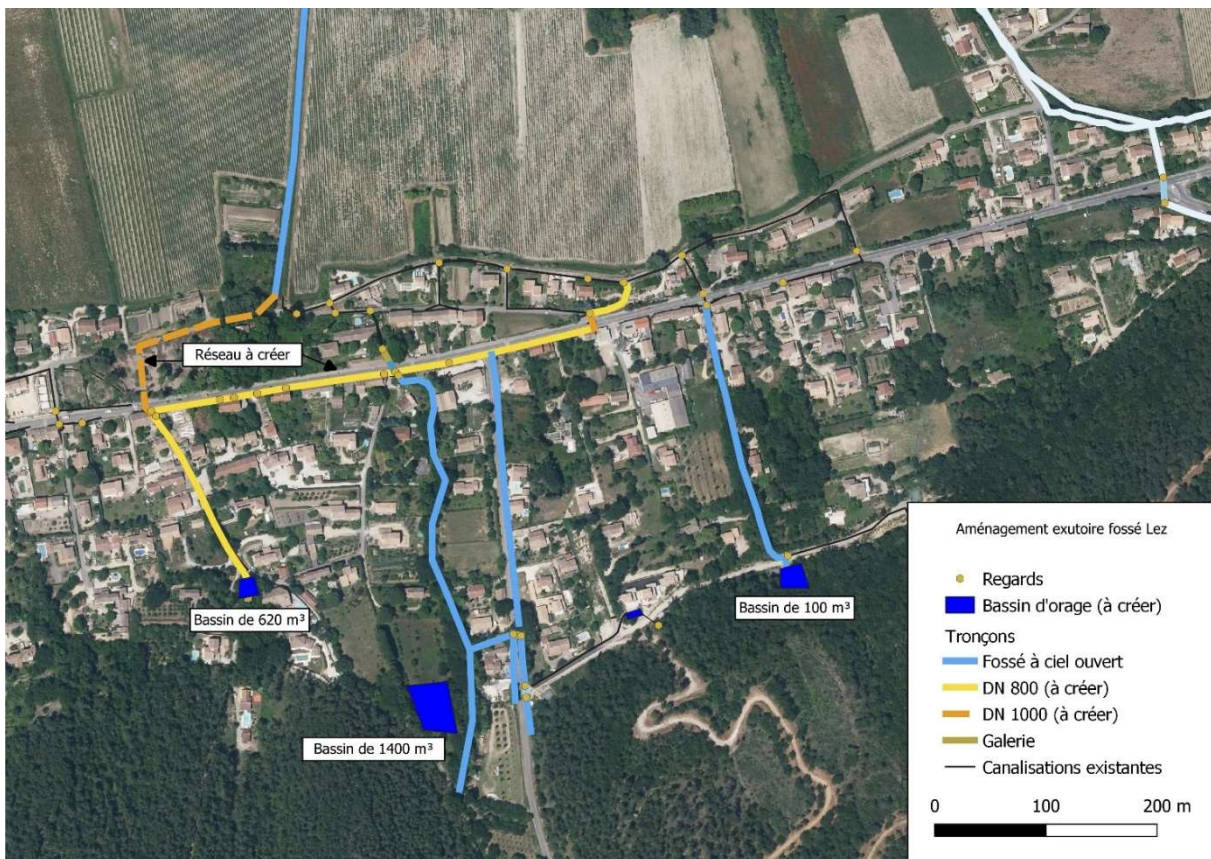 Réseau à créer
Bassin de 620 m³
Bassin de 1400 m³
Bassin de 100 m³
Aménagement exutoire fossé Lez
Regards
Bassin d'orage (à créer)
Tronçons
Fossé à ciel ouvert
DN 800 (à créer)
DN 1000 (à créer)
Galerie
Canalisations existantes
0 100 200 m